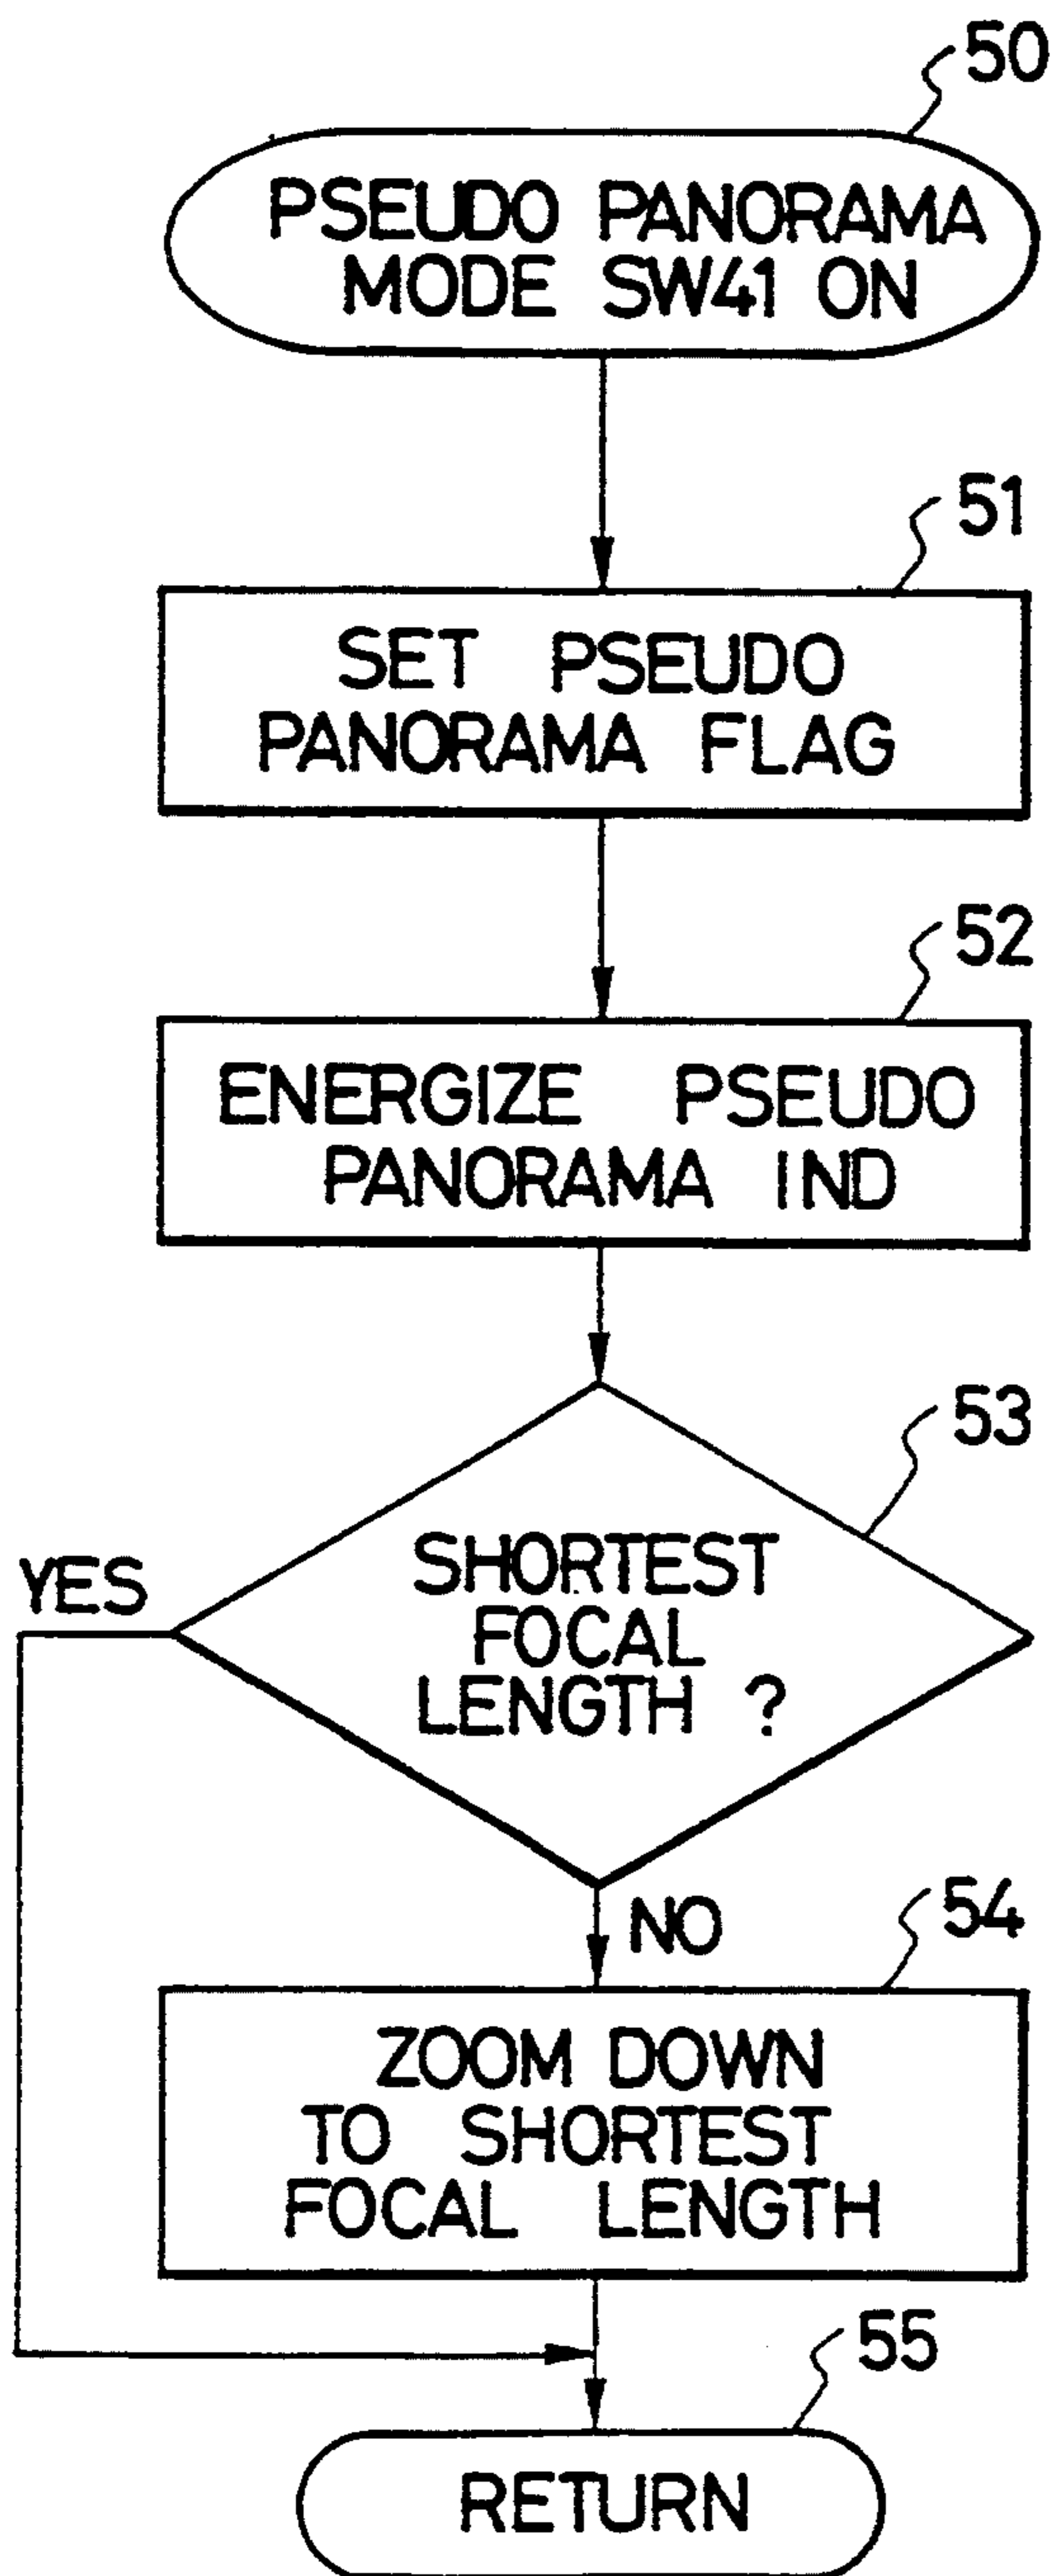 50
PSEUDO PANORAMA
MODE SW41 ON
51
SET PSEUDO
PANORAMA FLAG
52
ENERGIZE PSEUDO
PANORAMA IND
53
SHORTEST
FOCAL
LENGTH ?
YES
NO
54
ZOOM DOWN
TO SHORTEST
FOCAL LENGTH
55
RETURN